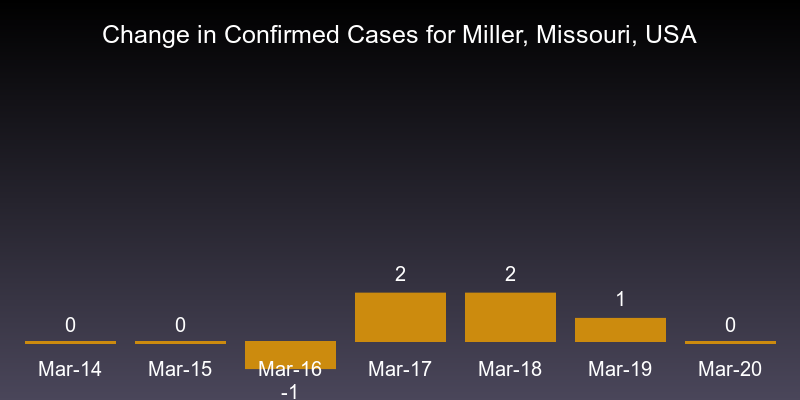 Change in Confirmed Cases for Miller, Missouri, USA
2 2
1
0 0 0
Mar-14 Mar-15 Mar-16 Mar-17 Mar-18 Mar-19 Mar-20
-1